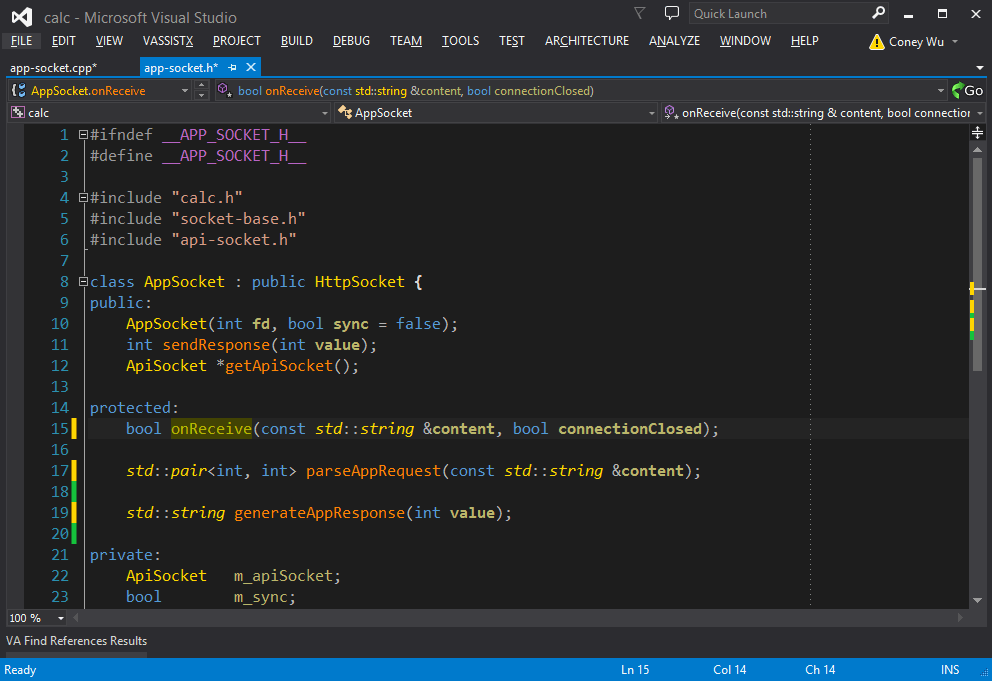 calc - Microsoft Visual Studio
Quick Launch
FILE EDIT VIEW VASSISTX PROJECT BUILD DEBUG TEAM TOOLS TEST ARCHITECTURE ANALYZE WINDOW HELP Coney Wu
app-socket.cpp* app-socket.h*
AppSocket.onReceive bool onReceive(const std::string &content, bool connectionClosed) Go
calc AppSocket onReceive(const std::string & content, bool connection
1 #ifndef __APP_SOCKET_H__
2 #define __APP_SOCKET_H__
3
4 #include "calc.h"
5 #include "socket-base.h"
6 #include "api-socket.h"
7
8 class AppSocket : public HttpSocket {
9 public:
10 AppSocket(int fd, bool sync = false);
11 int sendResponse(int value);
12 ApiSocket *getApiSocket();
13
14 protected:
15 bool onReceive(const std::string &content, bool connectionClosed);
16
17 std::pair<int, int> parseAppRequest(const std::string &content);
18
19 std::string generateAppResponse(int value);
20
21 private:
22 ApiSocket m_apiSocket;
23 bool m_sync;
100 %
VA Find References Results
Ready Ln 15 Col 14 Ch 14 INS